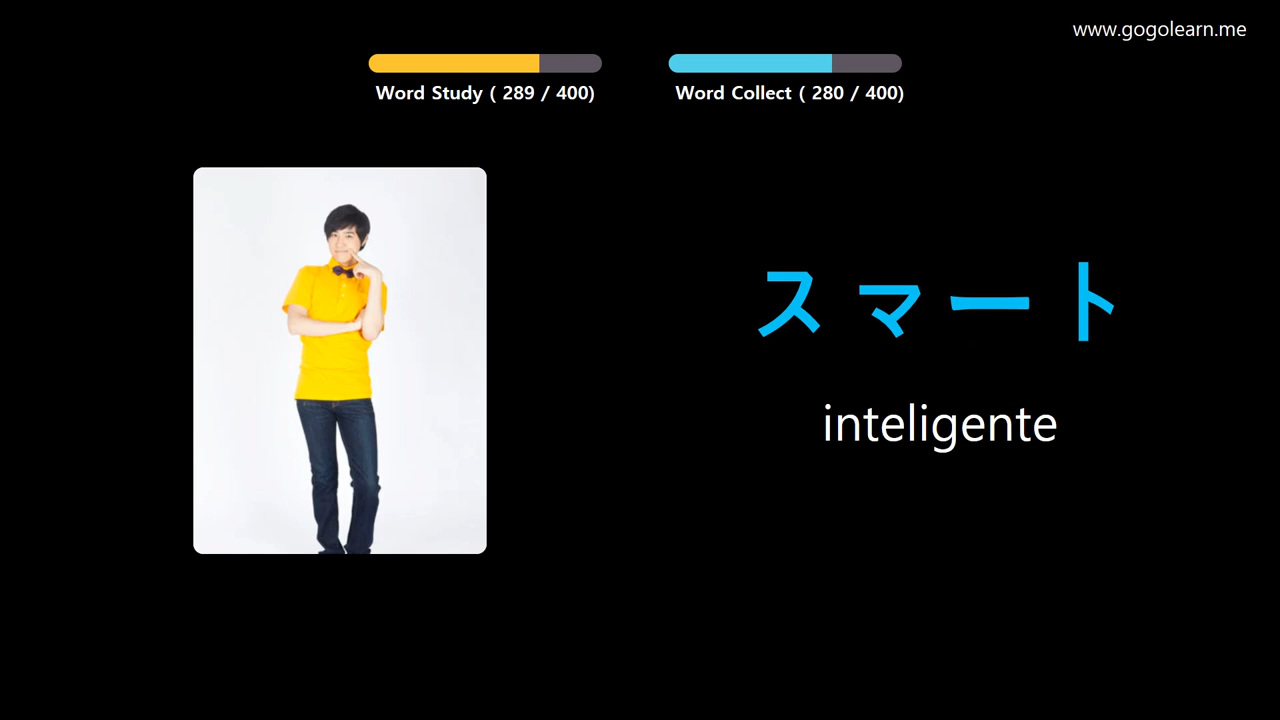 www.gogolearn.me
Word Study ( 289 / 400)
Word Collect ( 280 / 400)
スマート
inteligente